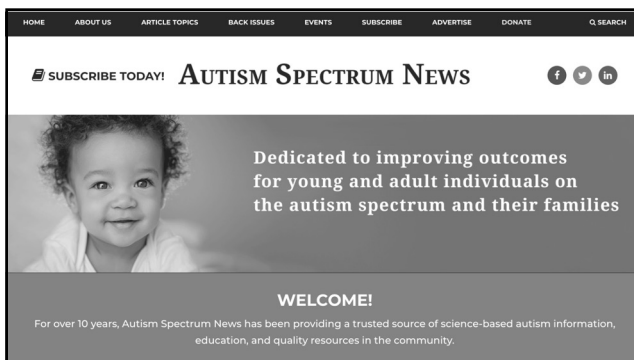 HOME ABOUT US ARTICLE TOPICS BACK ISSUES EVENTS SUBSCRIBE ADVERTISE DONATE SEARCH
SUBSCRIBE TODAY! AUTISM SPECTRUM NEWS f in
Dedicated to improving outcomes
for young and adult individuals on
the autism spectrum and their families
WELCOME!
For over 10 years, Autism Spectrum News has been providing a trusted source of science-based autism information,
education, and quality resources in the community.